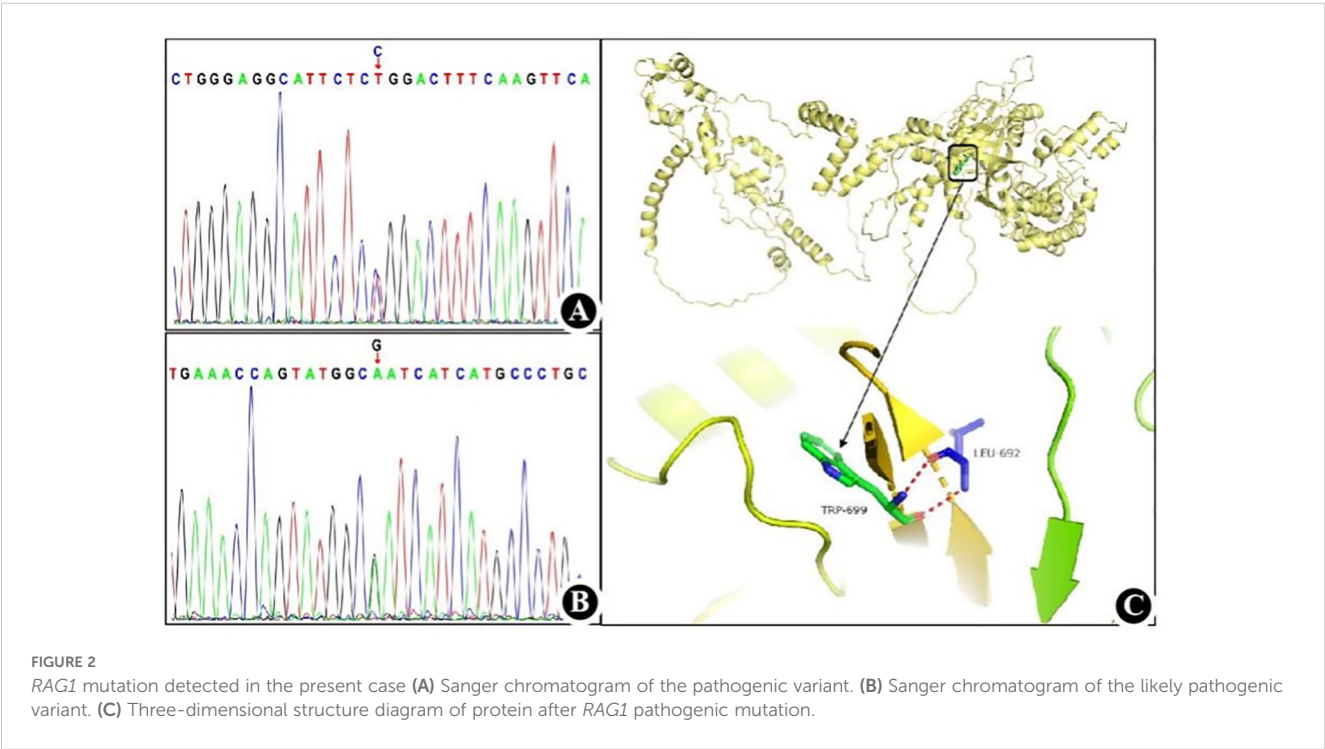 C
CTGGGAGGCATTCTCTGGACTTTCAAGTTCA
A
G
TGAAACCAGTATGGCAATCATCATGCCCTGC
B
LEU-692
TRP-699
C
FIGURE 2
RAG1 mutation detected in the present case (A) Sanger chromatogram of the pathogenic variant. (B) Sanger chromatogram of the likely pathogenic
variant. (C) Three-dimensional structure diagram of protein after RAG1 pathogenic mutation.